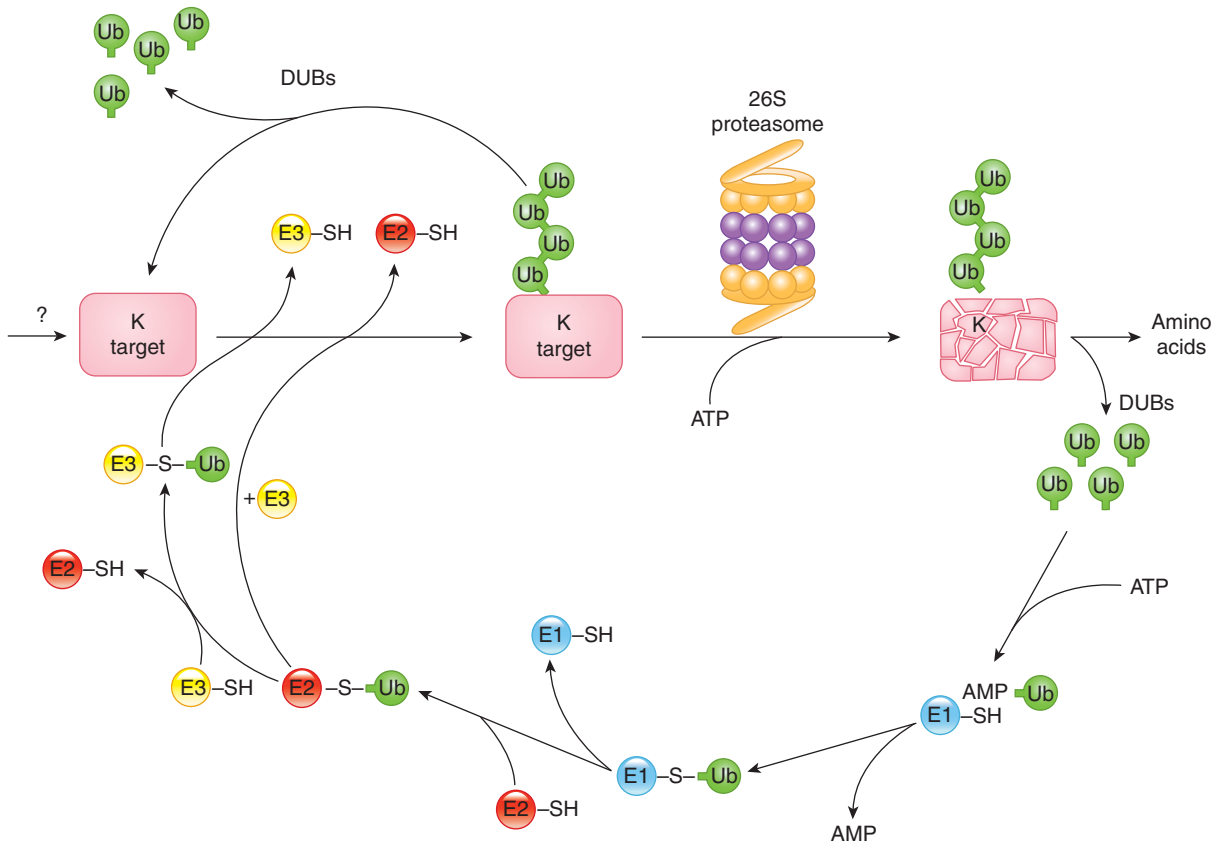 Ub
Ub
Ub
Ub
DUBs
26S
proteasome
Ub
Ub
Ub
Ub
Ub
Ub
Ub
Ub
E3–SH
E2–SH
?
K
target
K
target
K
Amino
acids
ATP
DUBs
E3–S–Ub
Ub
Ub
Ub
Ub
+ E3
E2–SH
ATP
E1–SH
E3–SH
E2–S–Ub
AMP Ub
E1–SH
E1–S–Ub
E2–SH
AMP